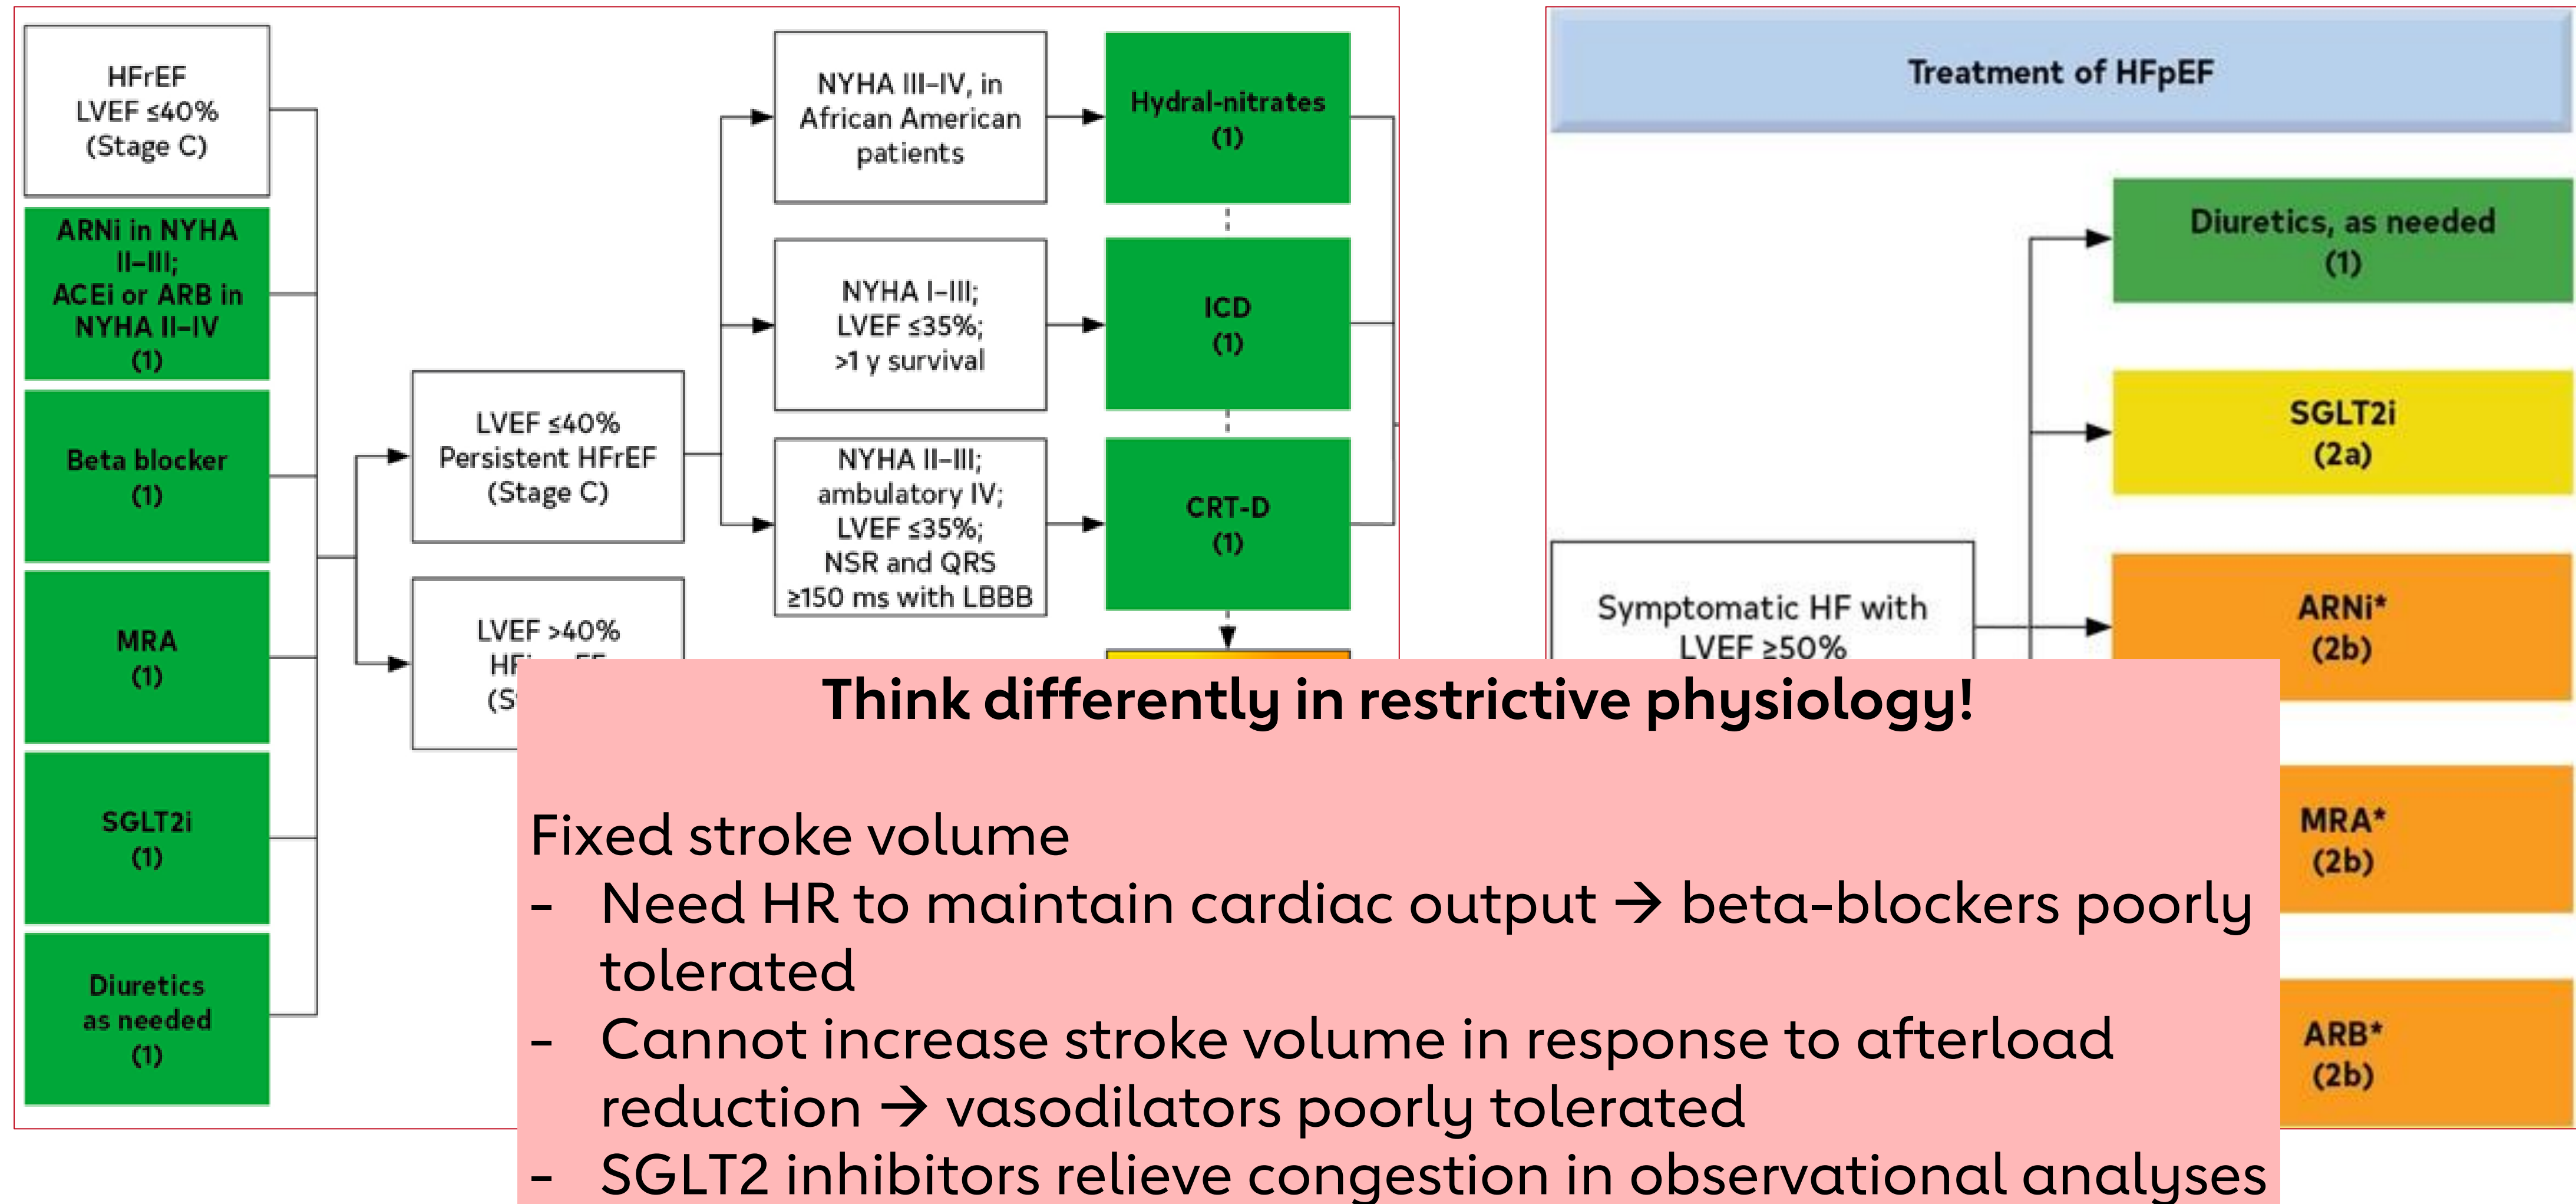 HFrEF
LVEF ≤40%
(Stage C)
ARNi in NYHA
II–III;
ACEi or ARB in
NYHA II–IV
(1)
Beta blocker
(1)
MRA
(1)
SGLT2i
(1)
Diuretics
as needed
(1)
LVEF ≤40%
Persistent HFrEF
(Stage C)
LVEF >40%
NYHA III–IV, in
African American
patients
NYHA I–III;
LVEF ≤35%;
>1 y survival
NYHA II–III;
ambulatory IV;
LVEF ≤35%;
NSR and QRS
≥150 ms with LBBB
Hydral-nitrates
(1)
ICD
(1)
CRT-D
(1)
Treatment of HFpEF
Symptomatic HF with
LVEF ≥50%
Diuretics, as needed
(1)
SGLT2i
(2a)
ARNi*
(2b)
MRA*
(2b)
ARB*
(2b)
Think differently in restrictive physiology!
Fixed stroke volume
- Need HR to maintain cardiac output → beta-blockers poorly
tolerated
- Cannot increase stroke volume in response to afterload
reduction → vasodilators poorly tolerated
- SGLT2 inhibitors relieve congestion in observational analyses